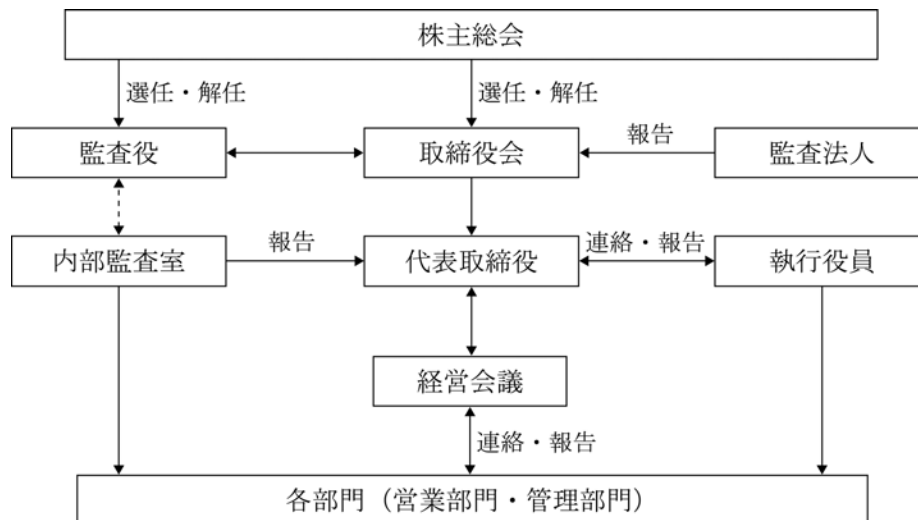 株主総会
選任・解任
選任・解任
監査役
取締役会
報告
監査法人
内部監査室
報告
代表取締役
連絡・報告
執行役員
経営会議
連絡・報告
各部門（営業部門・管理部門）